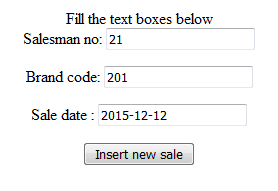 Fill the text boxes below
Salesman no: 21
Brand code: 201
Sale date : 2015-12-12
Insert new sale